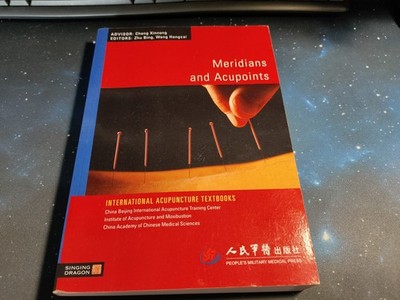 ADVISOR: Cheng Xinnong
EDITORS: Zhu Bing, Wang Hongcai
Meridians
and Acupoints
INTERNATIONAL ACUPUNCTURE TEXTBOOKS
China Beijing International Acupuncture Training Center
Institute of Acupuncture and Moxibustion
China Academy of Chinese Medical Sciences
人民军医出版社
PEOPLE'S MILITARY MEDICAL PRESS
SINGING
DRAGON